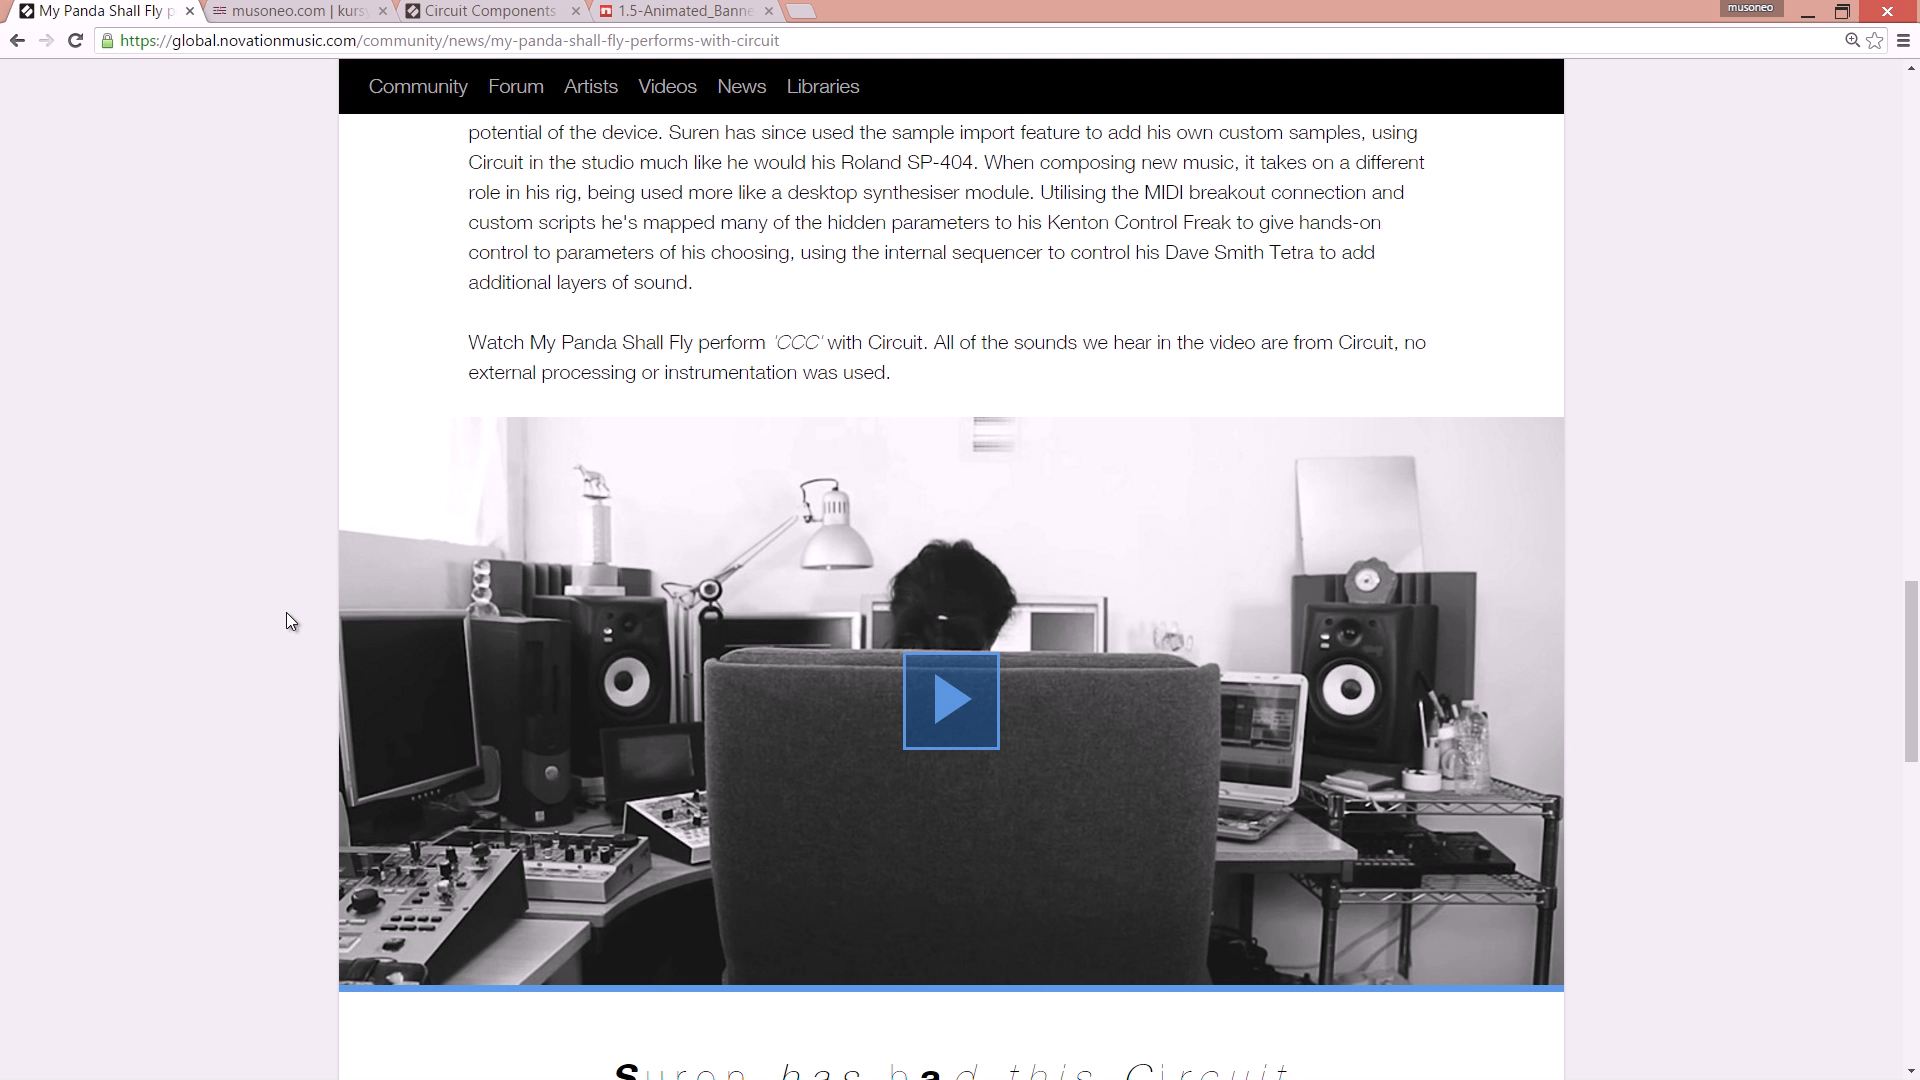 My Panda Shall Fly p
musoneo.com | kurs
Circuit Components
1.5-Animated_Banne
musoneo
https://global.novationmusic.com/community/news/my-panda-shall-fly-performs-with-circuit
Community Forum Artists Videos News Libraries
potential of the device. Suren has since used the sample import feature to add his own custom samples, using
Circuit in the studio much like he would his Roland SP-404. When composing new music, it takes on a different
role in his rig, being used more like a desktop synthesiser module. Utilising the MIDI breakout connection and
custom scripts he's mapped many of the hidden parameters to his Kenton Control Freak to give hands-on
control to parameters of his choosing, using the internal sequencer to control his Dave Smith Tetra to add
additional layers of sound.
Watch My Panda Shall Fly perform 'CCC' with Circuit. All of the sounds we hear in the video are from Circuit, no
external processing or instrumentation was used.
Suren has had this Circuit